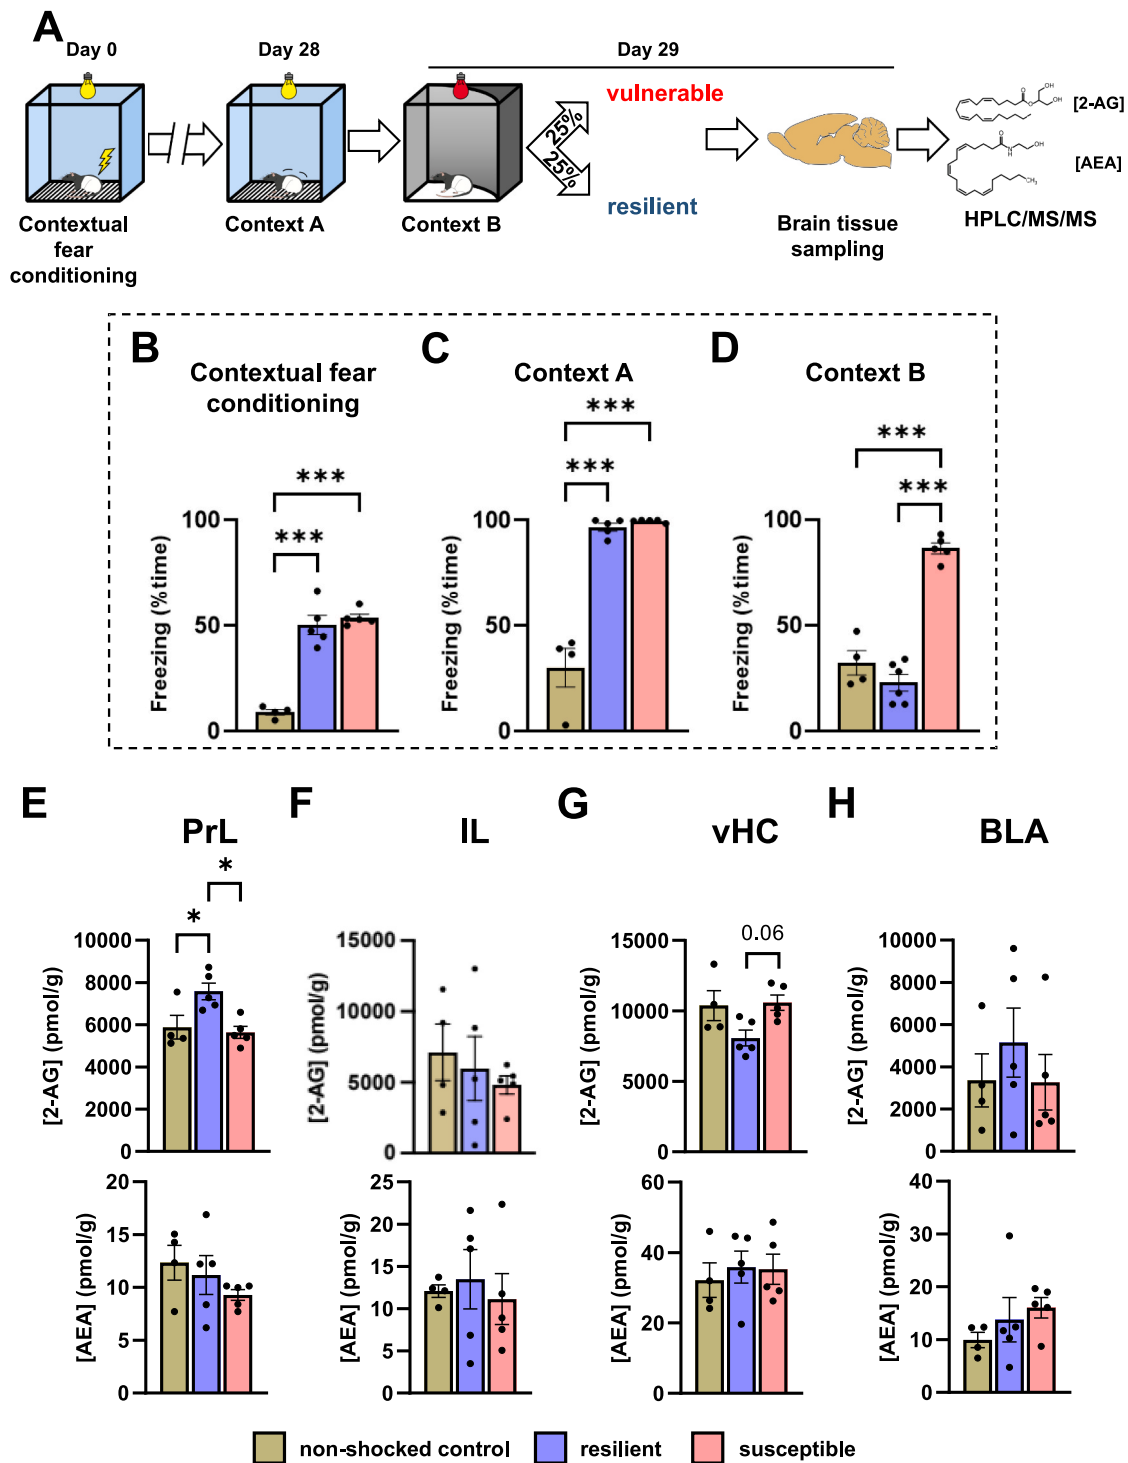 A
Day 0
Day 28
Day 29
vulnerable
25%
25%
resilient
Contextual
fear
conditioning
Context A
Context B
Brain tissue
sampling
O
OH
O
OH
[2-AG]
O
N
H
OH
CH3
[AEA]
HPLC/MS/MS
B
Contextual fear
conditioning
***
***
100
50
0
Freezing (%time)
C
Context A
***
***
100
50
0
Freezing (%time)
D
Context B
***
***
100
50
0
Freezing (%time)
E
PrL
*
*
10000
8000
6000
4000
2000
0
[2-AG] (pmol/g)
20
15
10
5
0
[AEA] (pmol/g)
F
IL
15000
10000
5000
0
[2-AG] (pmol/g)
25
20
15
10
5
0
[AEA] (pmol/g)
G
vHC
0.06
15000
10000
5000
0
[2-AG] (pmol/g)
60
40
20
0
[AEA] (pmol/g)
H
BLA
10000
8000
6000
4000
2000
0
[2-AG] (pmol/g)
40
30
20
10
0
[AEA] (pmol/g)
non-shocked control
resilient
susceptible